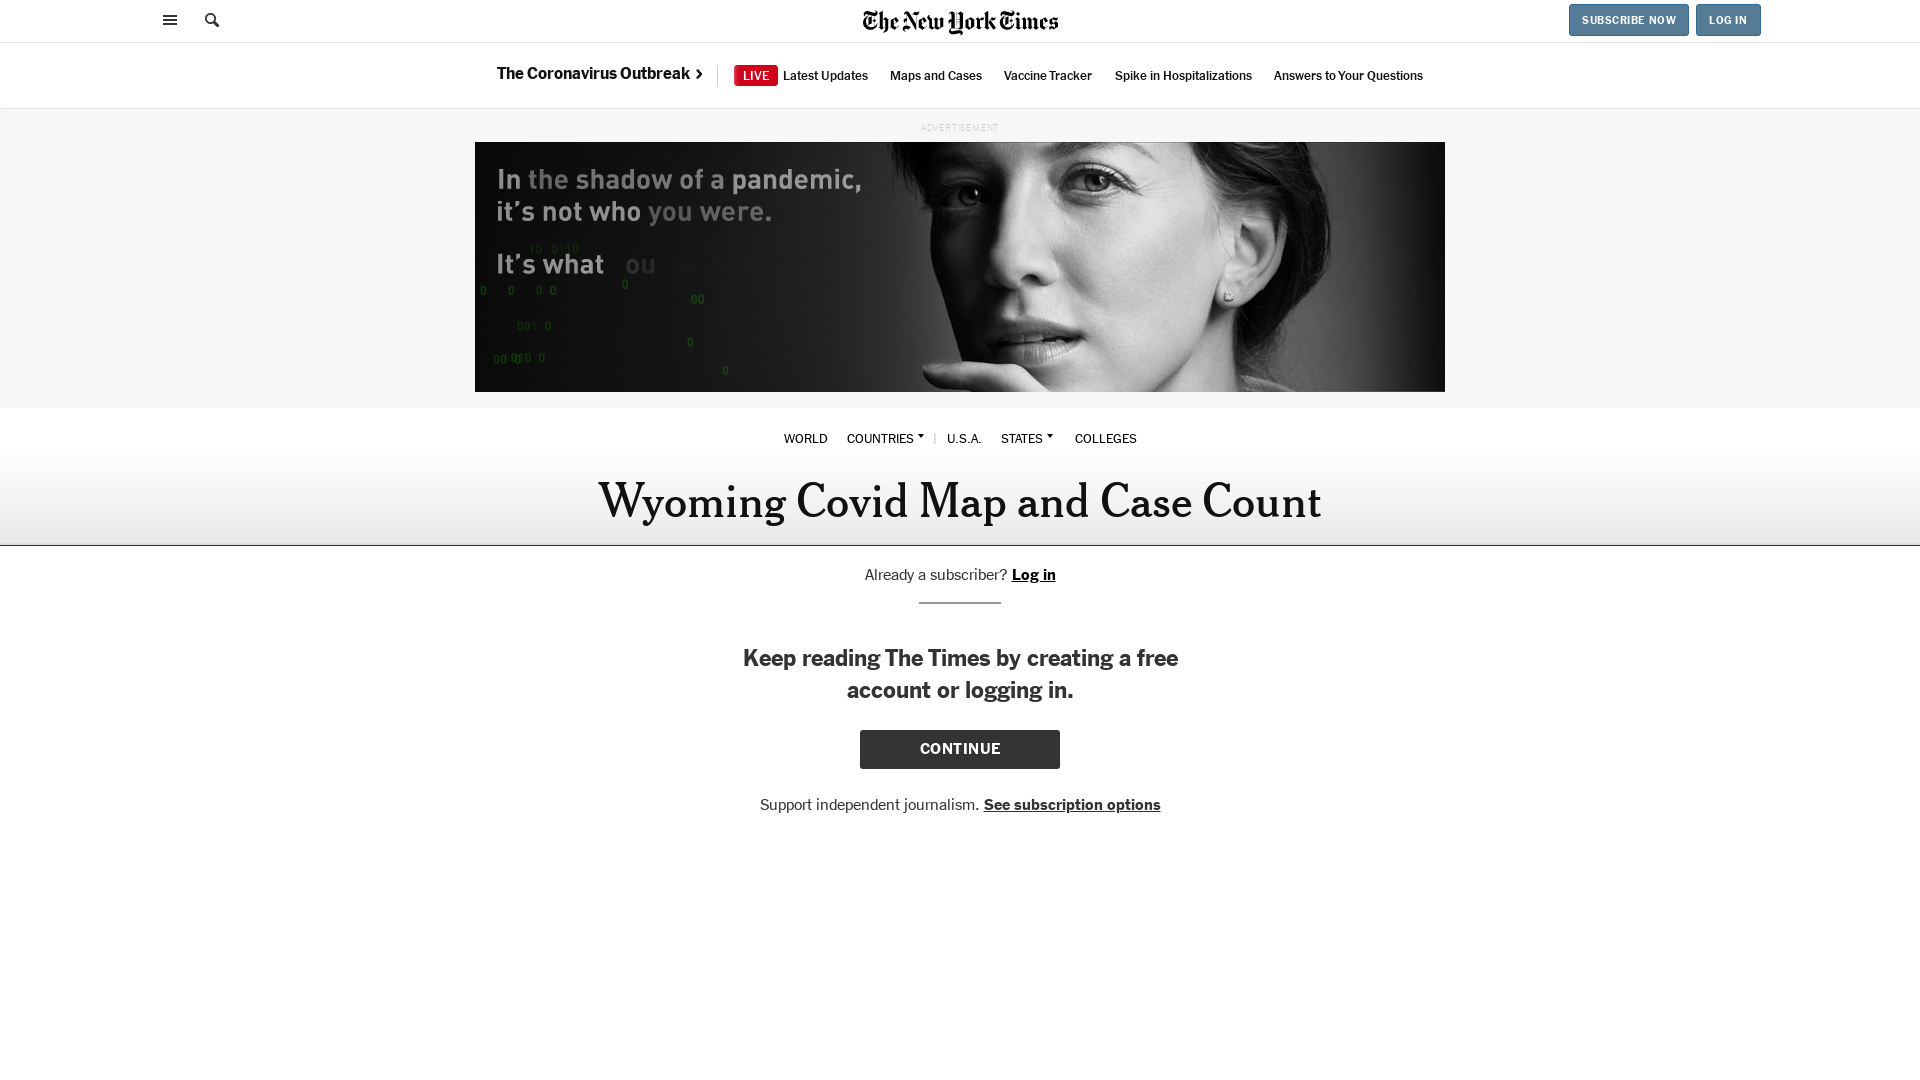 The New York Times
SUBSCRIBE NOW
LOG IN
The Coronavirus Outbreak
LIVE Latest Updates
Maps and Cases
Vaccine Tracker
Spike in Hospitalizations
Answers to Your Questions
ADVERTISEMENT
In the shadow of a pandemic,
it's not who you were.
It's what ou
WORLD
COUNTRIES
U.S.A.
STATES
COLLEGES
Wyoming Covid Map and Case Count
Already a subscriber? Log in
Keep reading The Times by creating a free
account or logging in.
CONTINUE
Support independent journalism. See subscription options